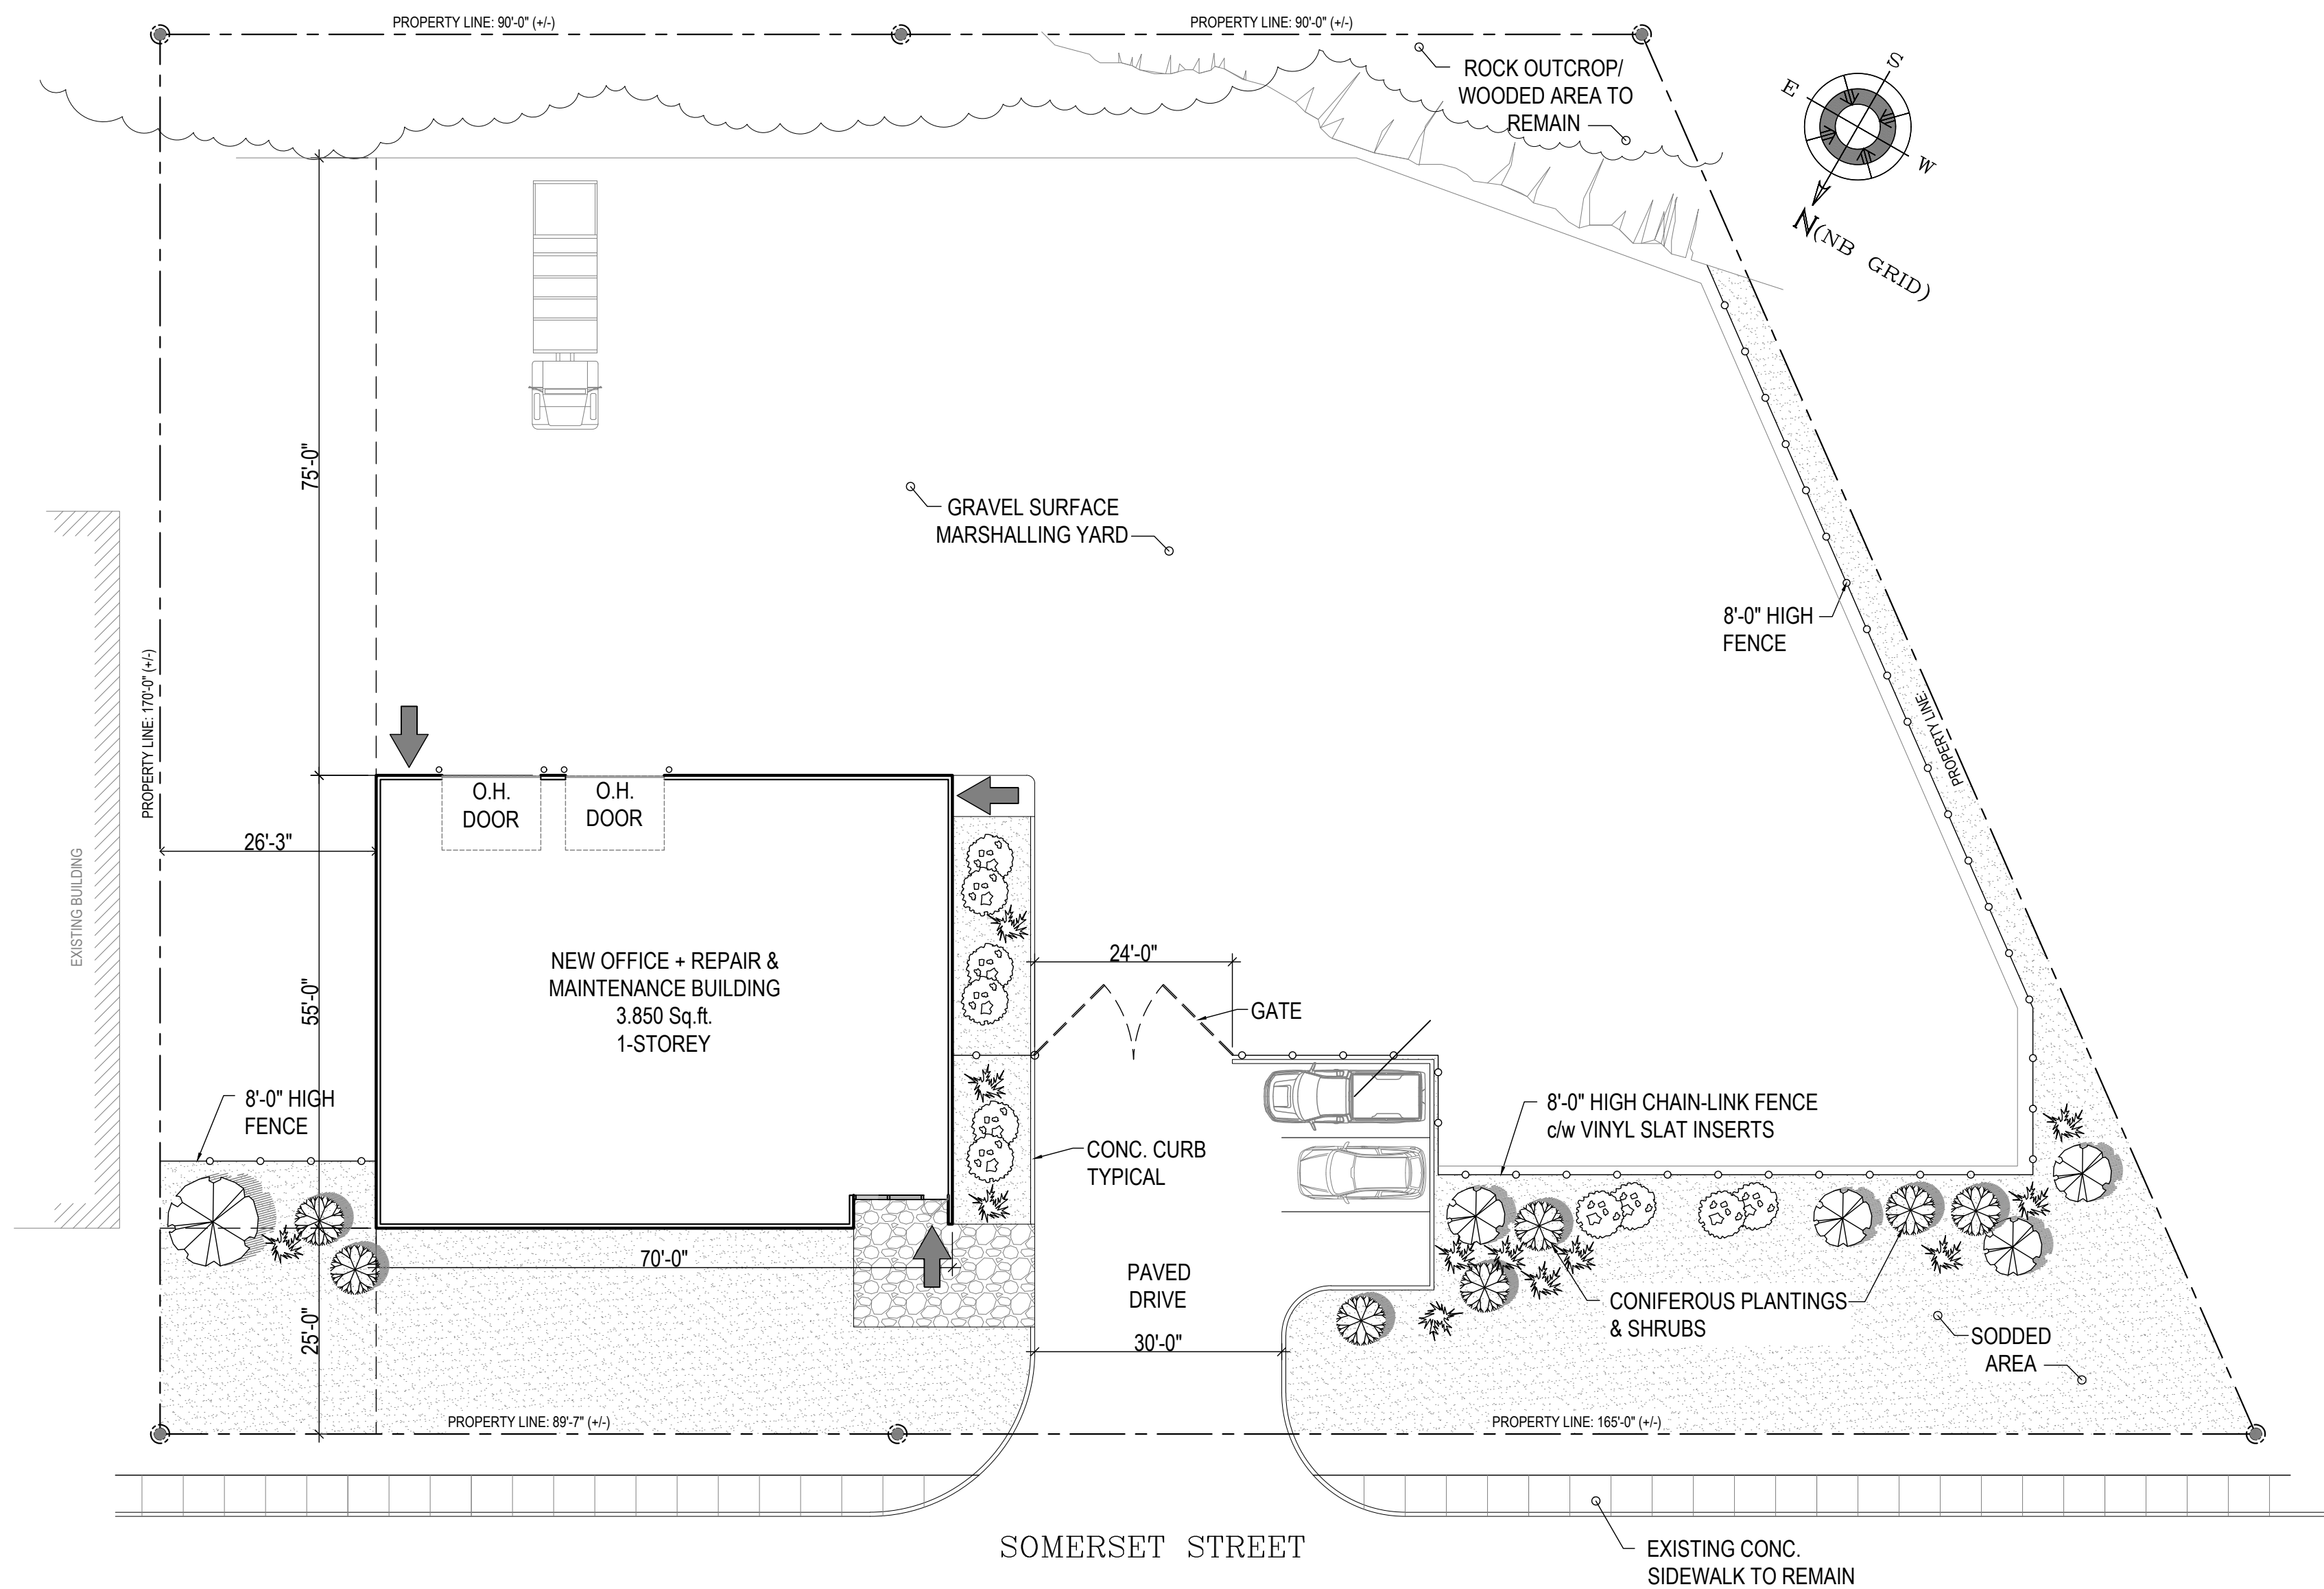 PROPERTY LINE: 90'-0" (+/-)
PROPERTY LINE: 90'-0" (+/-)
ROCK OUTCROP/
WOODED AREA TO
REMAIN
S
E
W
N(NB GRID)
75'-0"
GRAVEL SURFACE
MARSHALLING YARD
8'-0" HIGH
FENCE
PROPERTY LINE: 170'-0" (+/-)
PROPERTY LINE:
O.H.
DOOR
O.H.
DOOR
26'-3"
EXISTING BUILDING
NEW OFFICE + REPAIR &
MAINTENANCE BUILDING
3.850 Sq.ft.
1-STOREY
55'-0"
24'-0"
GATE
8'-0" HIGH
FENCE
8'-0" HIGH CHAIN-LINK FENCE
c/w VINYL SLAT INSERTS
CONC. CURB
TYPICAL
70'-0"
PAVED
DRIVE
30'-0"
25'-0"
CONIFEROUS PLANTINGS
& SHRUBS
SODDED
AREA
PROPERTY LINE: 89'-7" (+/-)
PROPERTY LINE: 165'-0" (+/-)
SOMERSET STREET
EXISTING CONC.
SIDEWALK TO REMAIN